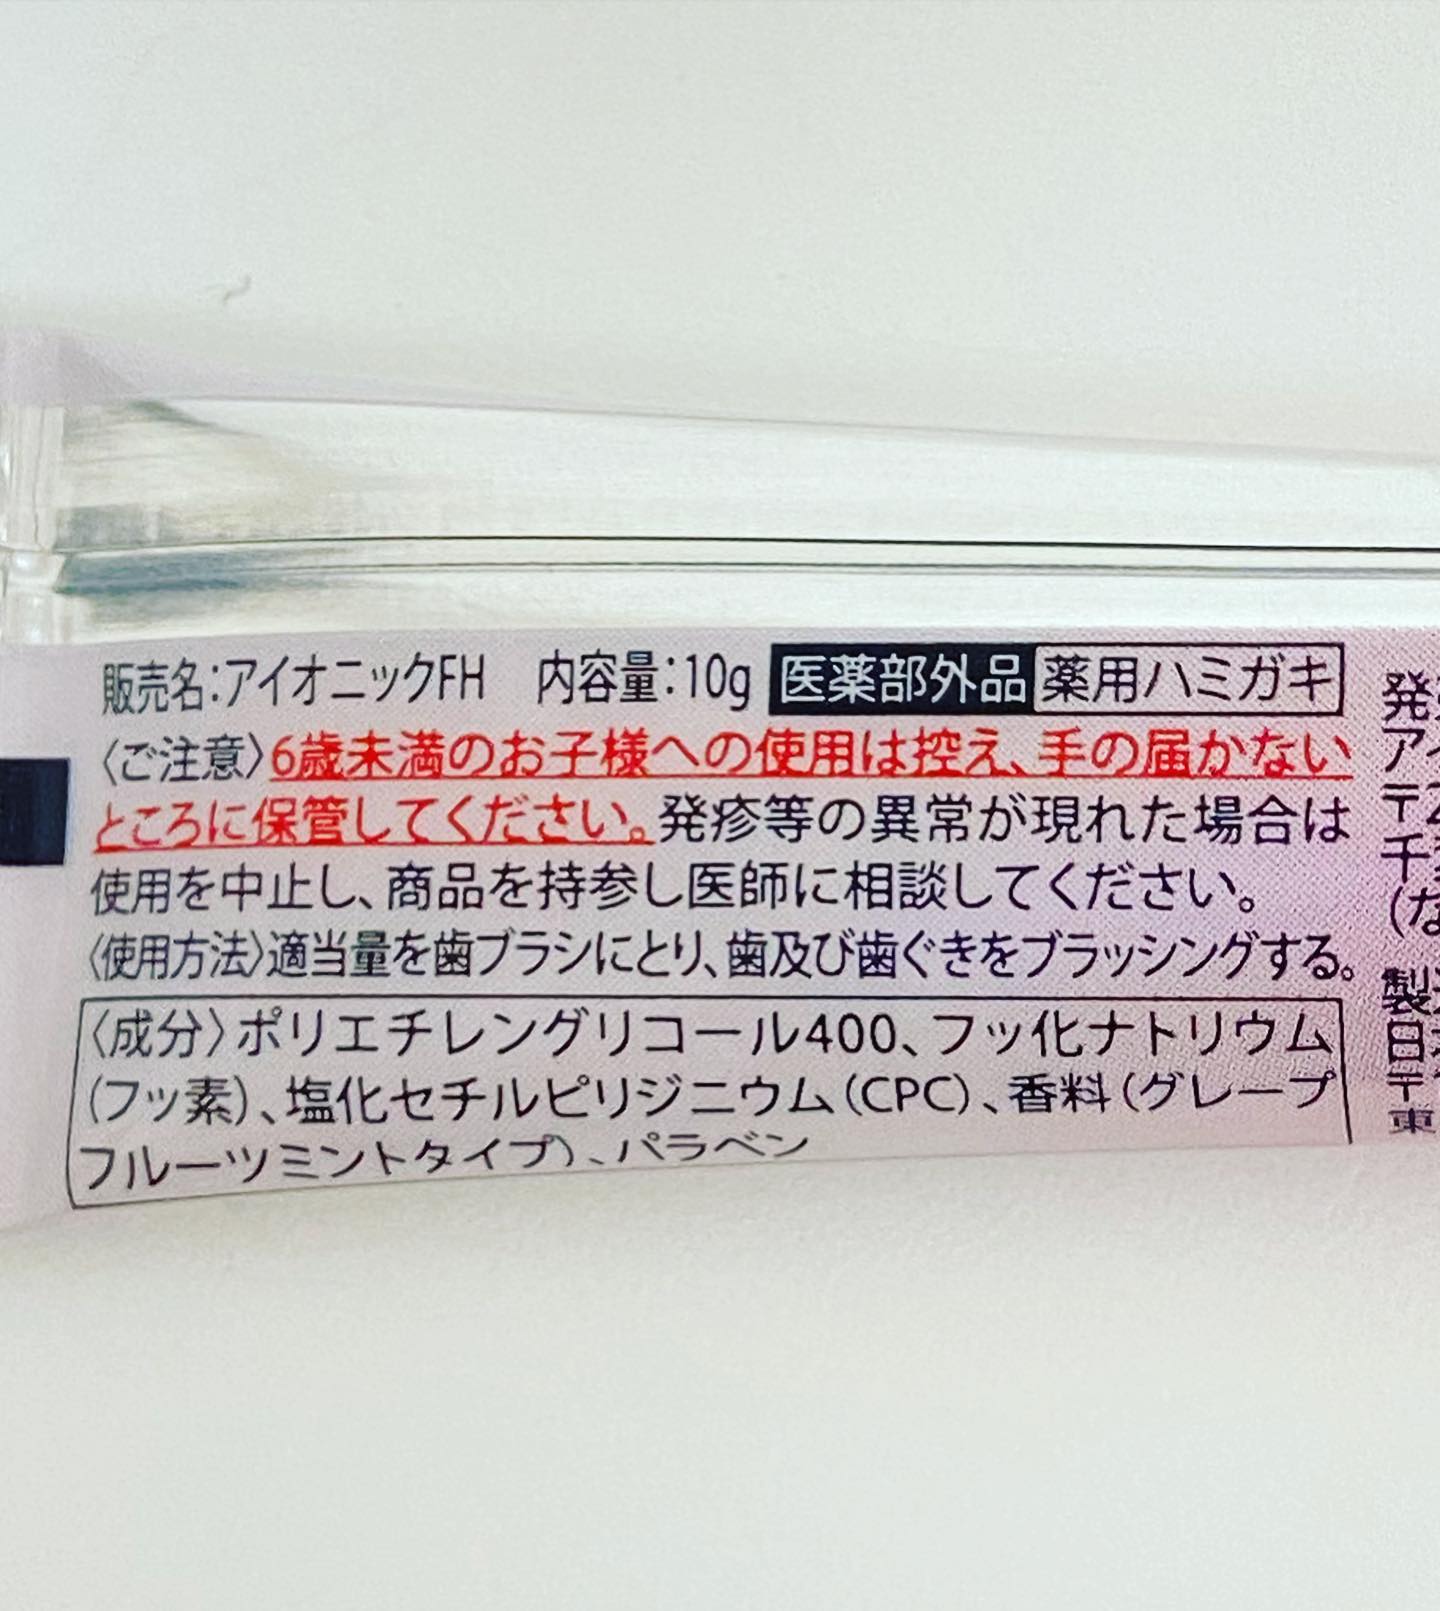 販売名:アイオニックFH 内容量:10g 医薬部外品 薬用ハミガキ
〈ご注意〉6歳未満のお子様への使用は控え、手の届かない
ところに保管してください。発疹等の異常が現れた場合は
使用を中止し、商品を持参し医師に相談してください。
〈使用方法〉適当量を歯ブラシにとり、歯及び歯ぐきをブラッシングする。
〈成分〉ポリエチレングリコール400、フッ化ナトリウム
(フッ素)、塩化セチルピリジニウム(CPC)、香料(グレープ
フルーツミントタイプ)、パラベン
発
ア
〒2
千
(な
製
日
〒
東